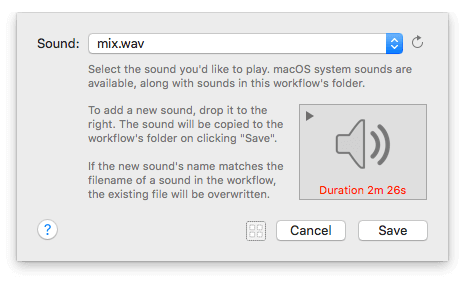 Sound: mix.wav
Select the sound you'd like to play. macOS system sounds are
available, along with sounds in this workflow's folder.
To add a new sound, drop it to the
right. The sound will be copied to the
workflow's folder on clicking "Save".
If the new sound's name matches the
filename of a sound in the workflow,
the existing file will be overwritten.
Duration 2m 26s
?
Cancel
Save